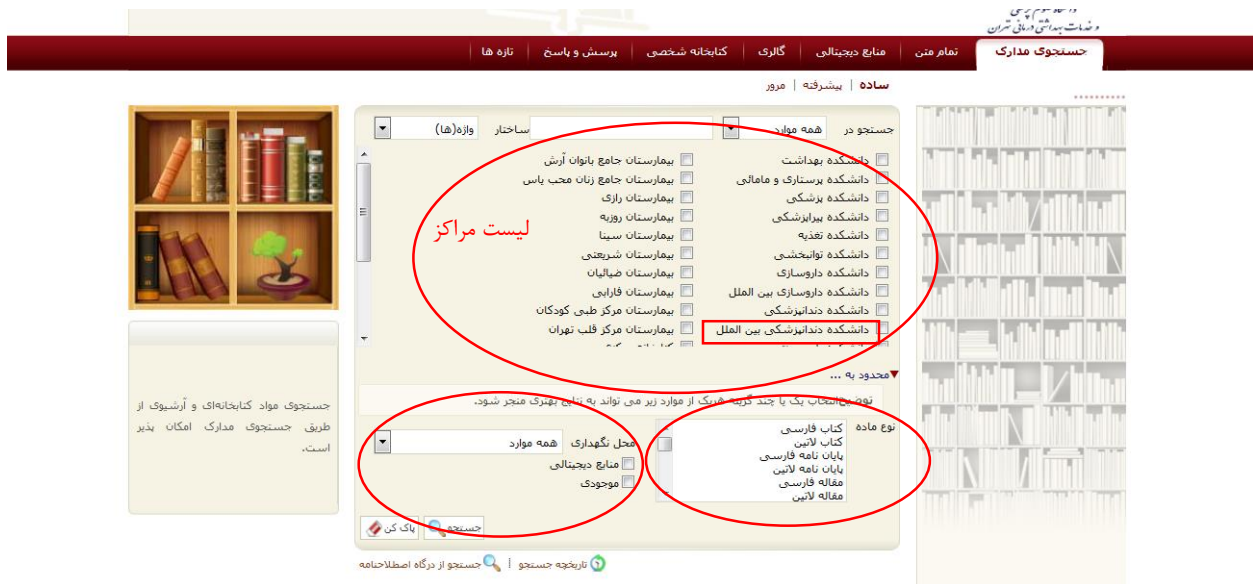 و خدمات بهداشتی درمانی تهران
جستجوی مدارک
تمام متن
منابع دیجیتالی
گالری
کتابخانه شخصی
پرسش و پاسخ
تازه ها
ساده | پیشرفته | مرور
جستجو در همه موارد ساختار واژه(ها)
دانشکده بهداشت
دانشکده پرستاری و مامائی
دانشکده پزشکی
دانشکده پیراپزشکی
دانشکده تغذیه
دانشکده توانبخشی
دانشکده داروسازی
دانشکده داروسازی بین الملل
دانشکده دندانپزشکی
دانشکده دندانپزشکی بین الملل
بیمارستان جامع بانوان آرش
بیمارستان جامع زنان محب یاس
بیمارستان رازی
بیمارستان روزبه
بیمارستان سینا
بیمارستان شریعتی
بیمارستان ضیائیان
بیمارستان فارابی
بیمارستان مرکز طبی کودکان
بیمارستان مرکز قلب تهران
لیست مراکز
محدود به ...
توضیح:انتخاب یک یا چند گزینه هریک از موارد زیر می تواند به نتایج بهتری منجر شود.
نوع ماده
کتاب فارسی
کتاب لاتین
پایان نامه فارسی
پایان نامه لاتین
مقاله فارسی
مقاله لاتین
محل نگهداری همه موارد
منابع دیجیتالی
موجودی
جستجو
پاک کن
تاریخچه جستجو | جستجو از درگاه اصطلاحنامه
جستجوی مواد کتابخانه‌ای و آرشیوی از
طریق جستجوی مدارک امکان پذیر
است.